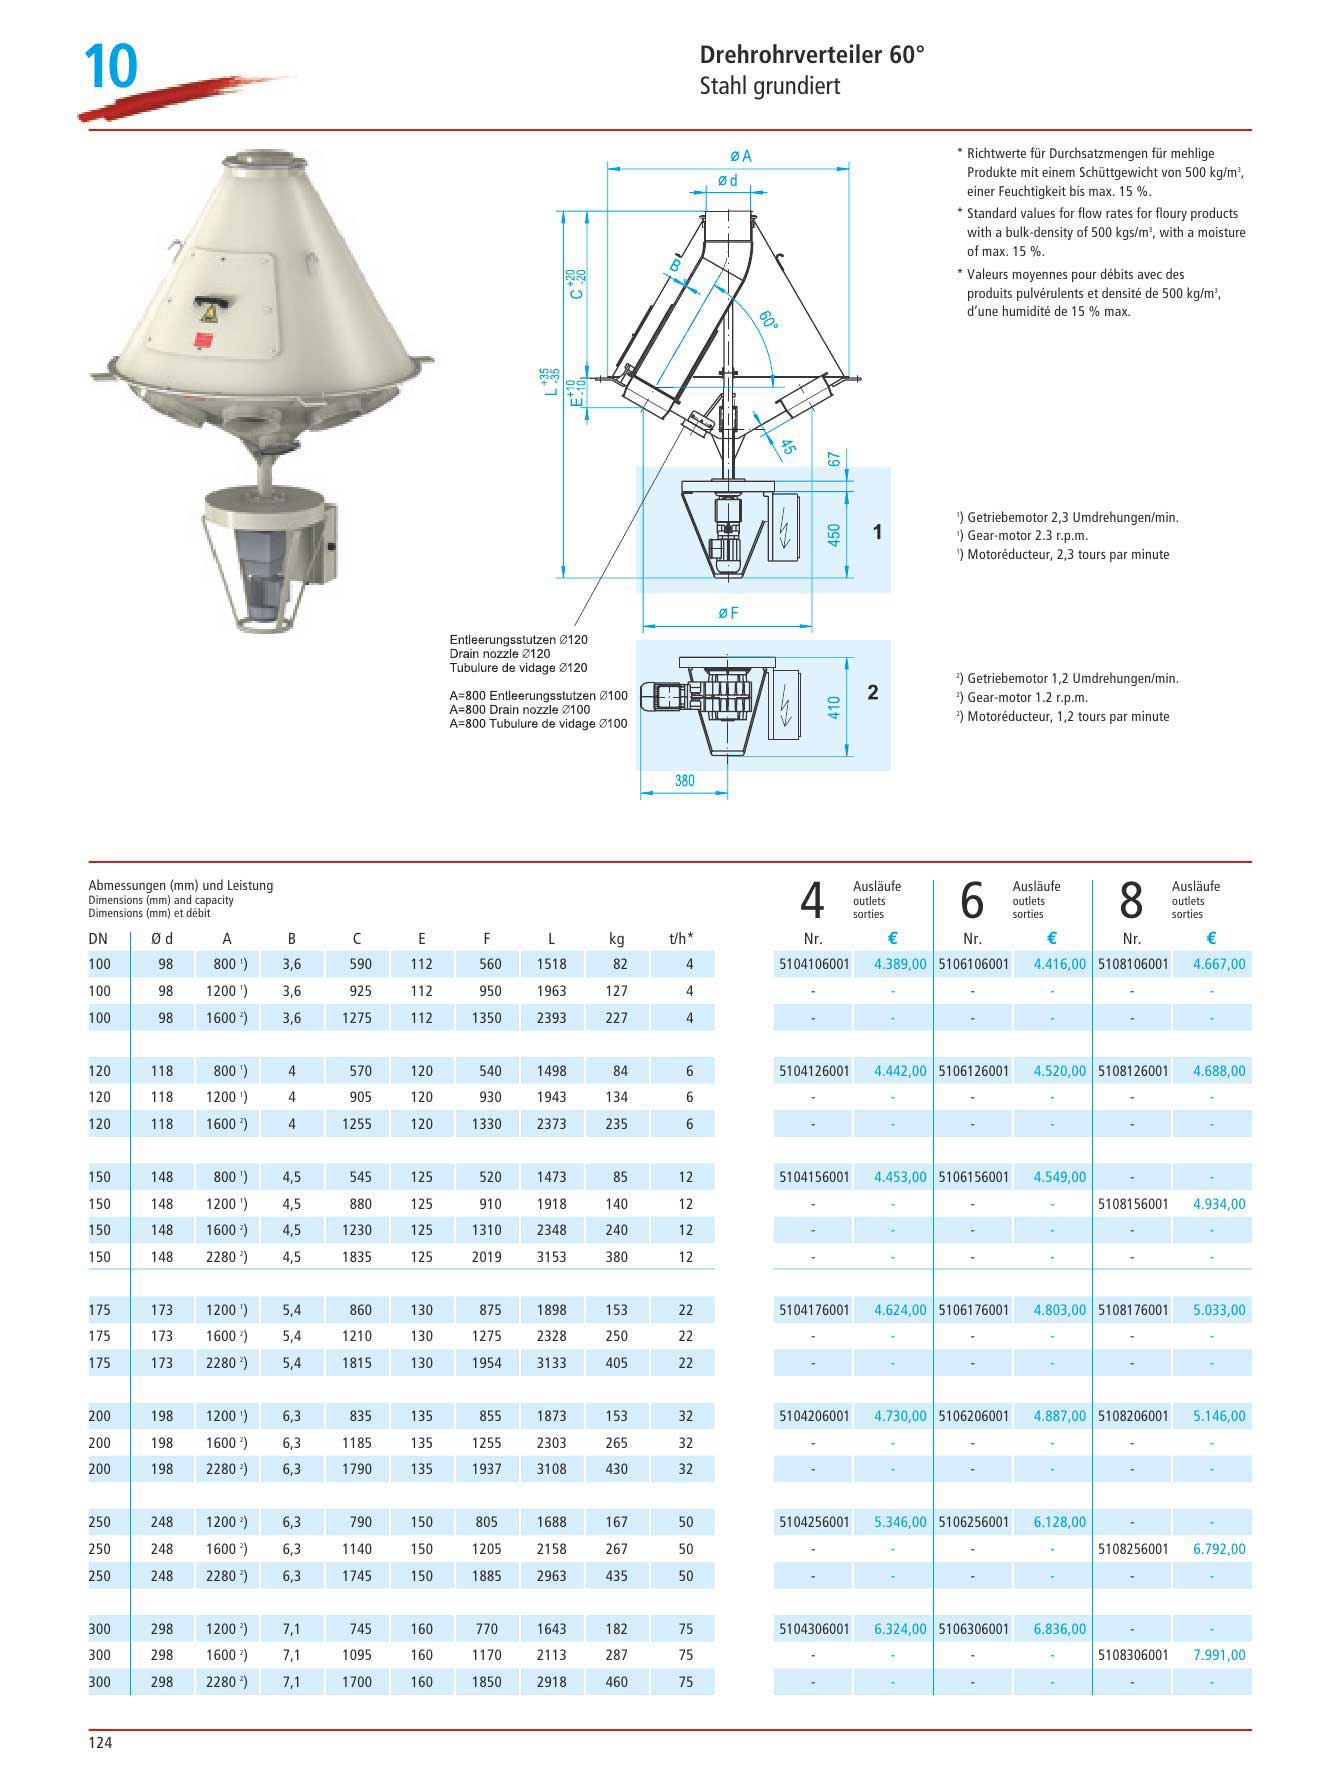 10
Drehrohrverteiler 60°
Stahl grundiert
* Richtwerte für Durchsatzmengen für mehlige
Produkte mit einem Schüttgewicht von 500 kg/m³,
einer Feuchtigkeit bis max. 15 %.
* Standard values for flow rates for floury products
with a bulk-density of 500 kgs/m³, with a moisture
of max. 15 %.
* Valeurs moyennes pour débits avec des
produits pulvérulents et densité de 500 kg/m³,
d'une humidité de 15 % max.
ø A
ø d
B
C +20 -20
60°
L +35 -35
E +10 -10
45
67
450
1
¹) Getriebemotor 2,3 Umdrehungen/min.
¹) Gear-motor 2.3 r.p.m.
¹) Motoréducteur, 2,3 tours par minute
ø F
Entleerungsstutzen Ø120
Drain nozzle Ø120
Tubulure de vidage Ø120
A=800 Entleerungsstutzen Ø100
A=800 Drain nozzle Ø100
A=800 Tubulure de vidage Ø100
410
2
380
²) Getriebemotor 1,2 Umdrehungen/min.
²) Gear-motor 1.2 r.p.m.
²) Motoréducteur, 1,2 tours par minute
Abmessungen (mm) und Leistung
Dimensions (mm) and capacity
Dimensions (mm) et débit
4 Ausläufe outlets sorties 6 Ausläufe outlets sorties 8 Ausläufe outlets sorties
DN Ø d A B C E F L kg t/h* Nr. € Nr. € Nr. €
100 98 800 ¹) 3,6 590 112 560 1518 82 4 5104106001 4.389,00 5106106001 4.416,00 5108106001 4.667,00
100 98 1200 ¹) 3,6 925 112 950 1963 127 4 - - - - - -
100 98 1600 ²) 3,6 1275 112 1350 2393 227 4 - - - - - -
120 118 800 ¹) 4 570 120 540 1498 84 6 5104126001 4.442,00 5106126001 4.520,00 5108126001 4.688,00
120 118 1200 ¹) 4 905 120 930 1943 134 6 - - - - - -
120 118 1600 ²) 4 1255 120 1330 2373 235 6 - - - - - -
150 148 800 ¹) 4,5 545 125 520 1473 85 12 5104156001 4.453,00 5106156001 4.549,00 - -
150 148 1200 ¹) 4,5 880 125 910 1918 140 12 - - - - 5108156001 4.934,00
150 148 1600 ²) 4,5 1230 125 1310 2348 240 12 - - - - - -
150 148 2280 ²) 4,5 1835 125 2019 3153 380 12 - - - - - -
175 173 1200 ¹) 5,4 860 130 875 1898 153 22 5104176001 4.624,00 5106176001 4.803,00 5108176001 5.033,00
175 173 1600 ²) 5,4 1210 130 1275 2328 250 22 - - - - - -
175 173 2280 ²) 5,4 1815 130 1954 3133 405 22 - - - - - -
200 198 1200 ¹) 6,3 835 135 855 1873 153 32 5104206001 4.730,00 5106206001 4.887,00 5108206001 5.146,00
200 198 1600 ²) 6,3 1185 135 1255 2303 265 32 - - - - - -
200 198 2280 ²) 6,3 1790 135 1937 3108 430 32 - - - - - -
250 248 1200 ²) 6,3 790 150 805 1688 167 50 5104256001 5.346,00 5106256001 6.128,00 - -
250 248 1600 ²) 6,3 1140 150 1205 2158 267 50 - - - - 5108256001 6.792,00
250 248 2280 ²) 6,3 1745 150 1885 2963 435 50 - - - - - -
300 298 1200 ²) 7,1 745 160 770 1643 182 75 5104306001 6.324,00 5106306001 6.836,00 - -
300 298 1600 ²) 7,1 1095 160 1170 2113 287 75 - - - - 5108306001 7.991,00
300 298 2280 ²) 7,1 1700 160 1850 2918 460 75 - - - - - -
124